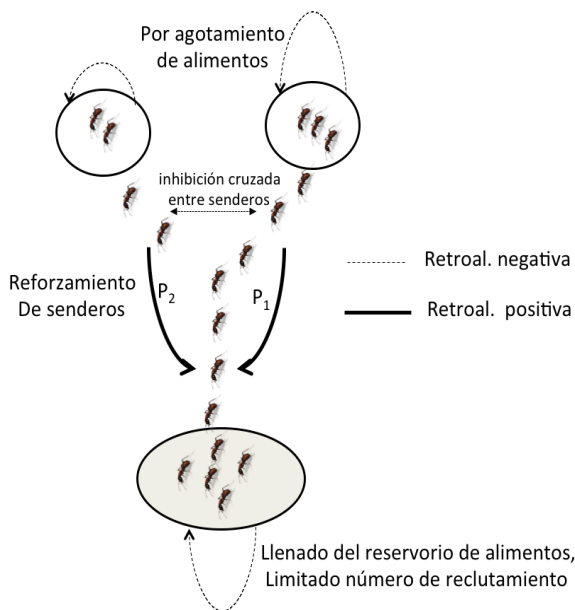 Por agotamiento
de alimentos
inhibición cruzada
entre senderos
Reforzamiento
De senderos
P2
P1
Retroal. negativa
Retroal. positiva
Llenado del reservorio de alimentos,
Limitado número de reclutamiento